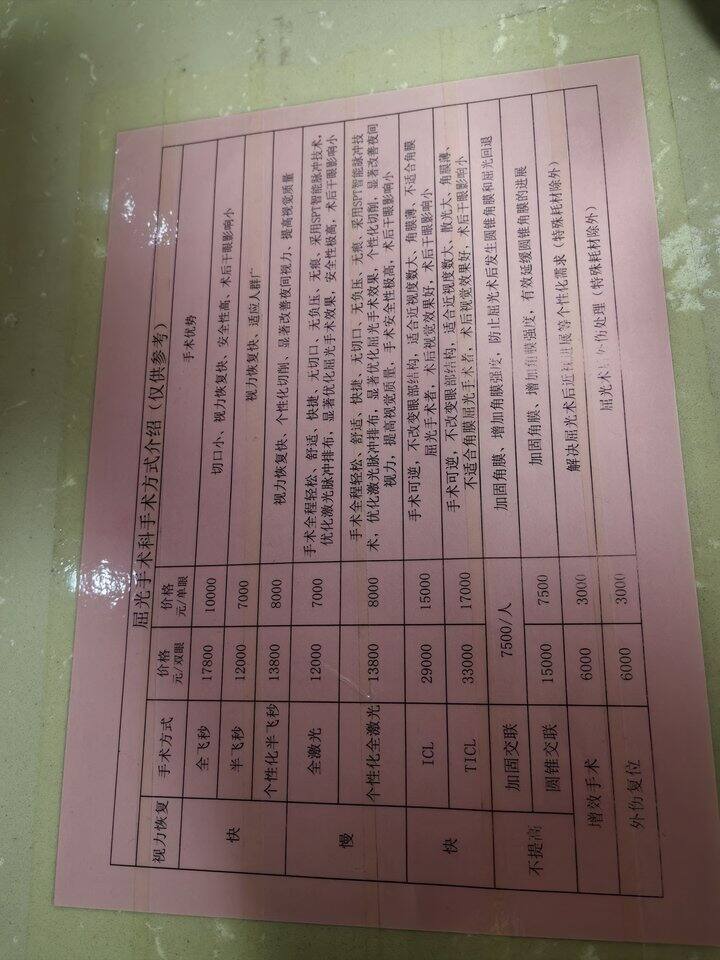 屈光手术科手术方式介绍（仅供参考）
视力恢复 手术方式 价格 元/双眼 价格 元/单眼 手术优势
快 全飞秒 17800 10000 切口小、视力恢复快、安全性高、术后干眼影响小
半飞秒 12000 7000 视力恢复快、适应人群广
个性化半飞秒 13800 8000 视力恢复快、个性化切削、显著改善夜间视力、提高视觉质量
慢 全激光 12000 7000 手术全程轻松、舒适、快捷、无切口、无负压、无痕，采用SPT智能脉冲技术，
优化激光脉冲排布，显著优化屈光手术效果，安全性极高，术后干眼影响小
个性化全激光 13800 8000 手术全程轻松、舒适、快捷、无切口、无负压、无痕，采用SPT智能脉冲技
术，优化激光脉冲排布，显著优化屈光手术效果，个性化切削，显著改善夜间
视力，提高视觉质量，手术安全性极高，术后干眼影响小
快 ICL 29000 15000 手术可逆，不改变眼部结构，适合近视度数大、角膜薄、不适合角膜
屈光手术者，术后视觉效果好，术后干眼影响小
TICL 33000 17000 手术可逆，不改变眼部结构，适合近视度数大、散光大、角膜薄、
不适合角膜屈光手术者，术后视觉效果好，术后干眼影响小
不提高 加固交联 7500/人 加固角膜、增加角膜强度，防止屈光术后发生圆锥角膜和屈光回退
圆锥交联 15000 7500 加固角膜、增加角膜强度，有效延缓圆锥角膜的进展
增效手术 6000 3000 解决屈光术后近视进展等个性化需求（特殊耗材除外）
外伤复位 6000 3000 屈光术后外伤处理（特殊耗材除外）